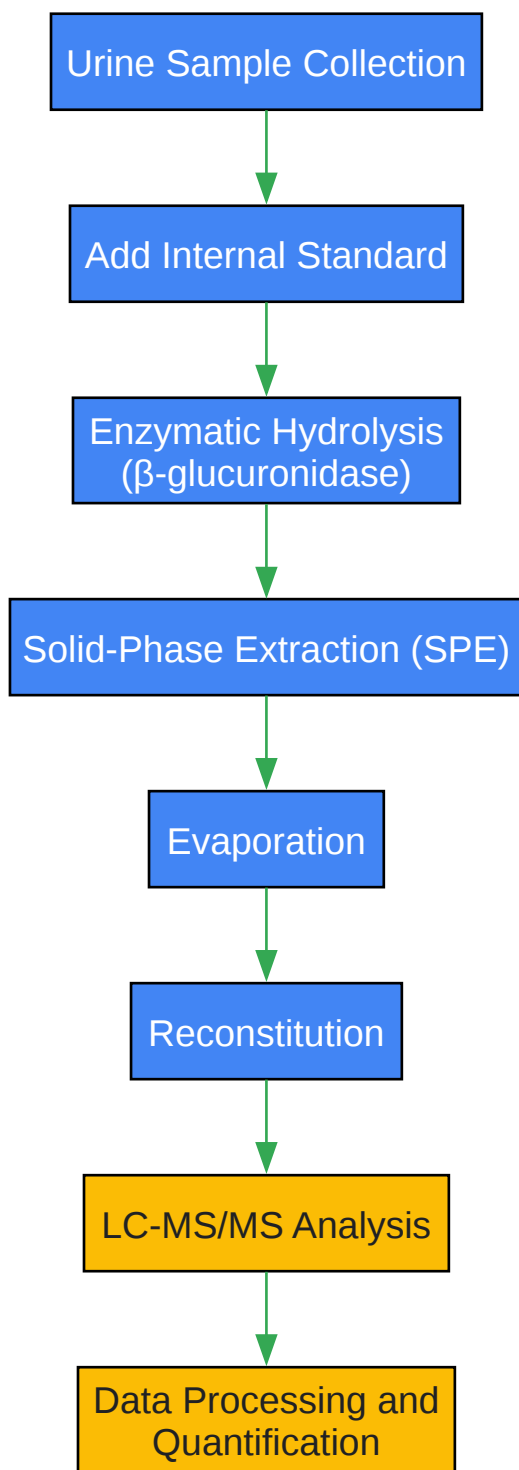 Urine Sample Collection
Add Internal Standard
Enzymatic Hydrolysis
(β-glucuronidase)
Solid-Phase Extraction (SPE)
Evaporation
Reconstitution
LC-MS/MS Analysis
Data Processing and
Quantification